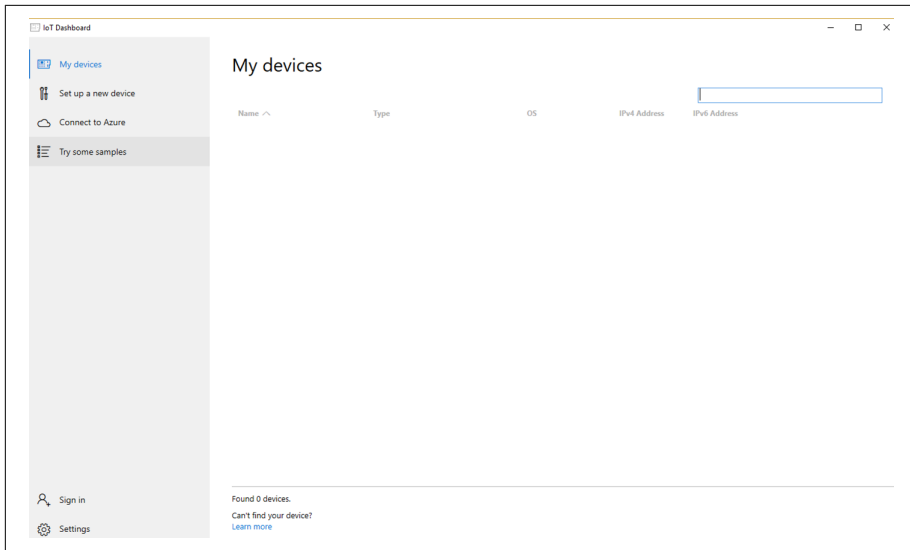 IoT Dashboard
My devices
Set up a new device
Connect to Azure
Try some samples
Sign in
Settings
My devices
Name Type OS IPv4 Address IPv6 Address
Found 0 devices.
Can't find your device?
Learn more